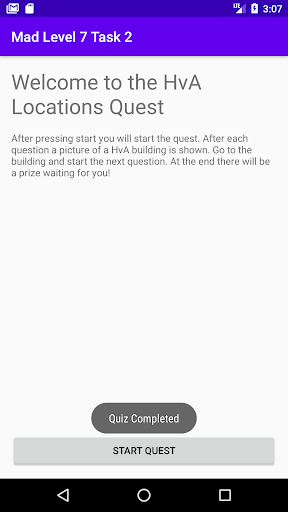 3:07
Mad Level 7 Task 2
Welcome to the HvA
Locations Quest
After pressing start you will start the quest. After each
question a picture of a HvA building is shown. Go to the
building and start the next question. At the end there will be
a prize waiting for you!
Quiz Completed
START QUEST